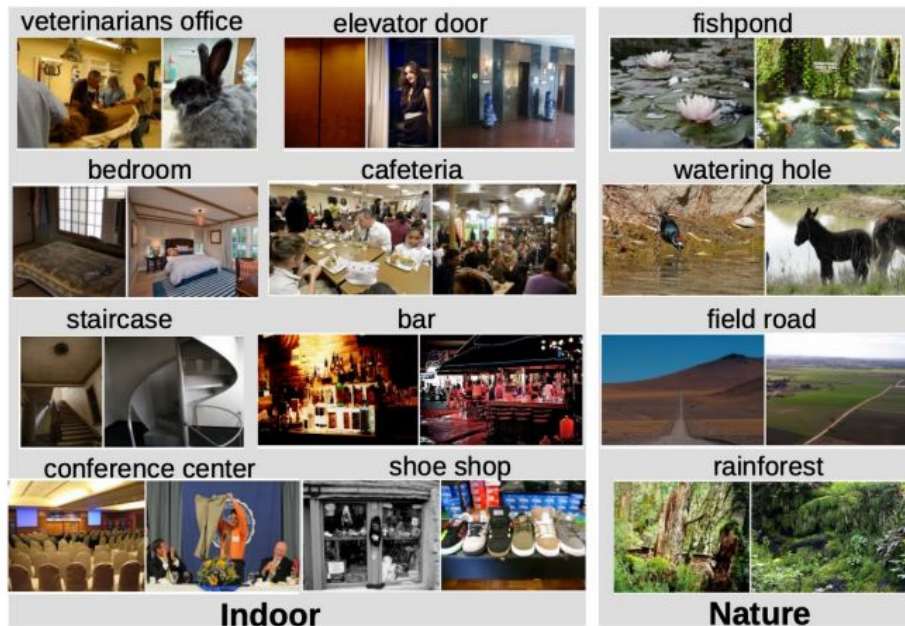 veterinarians office
elevator door
fishpond
bedroom
cafeteria
watering hole
staircase
bar
field road
conference center
shoe shop
rainforest
Indoor
Nature